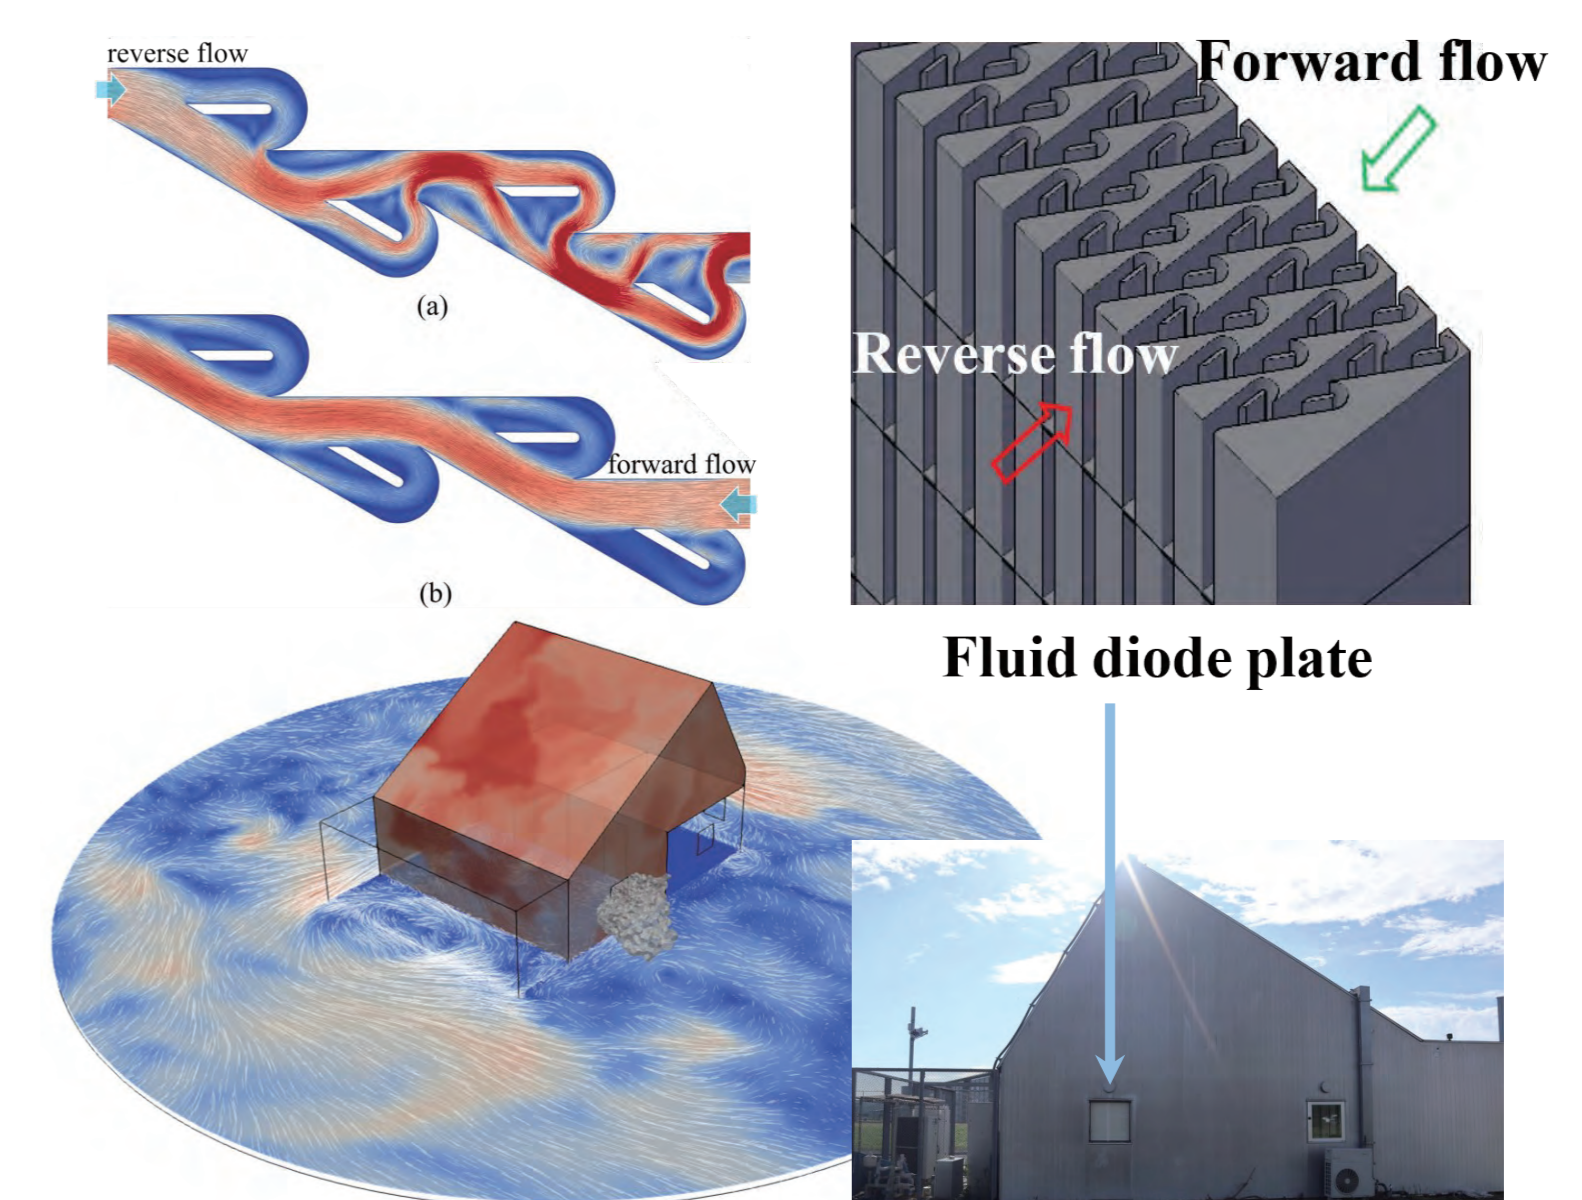 reverse flow
(a)
forward flow
(b)
Forward flow
Reverse flow
Fluid diode plate